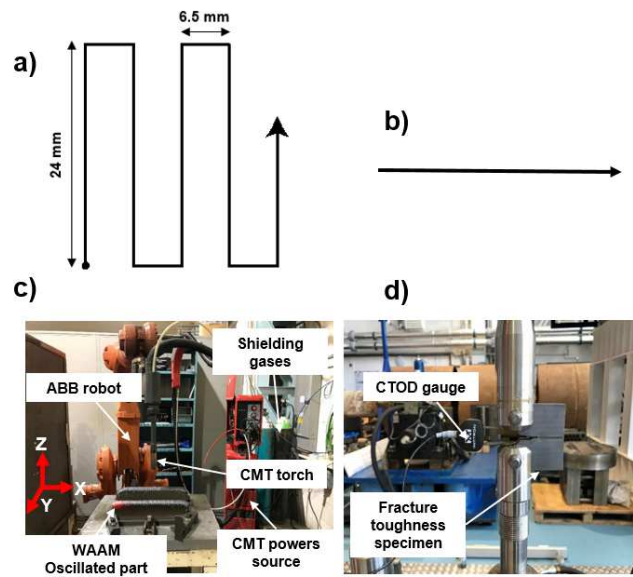 a)
6.5 mm
24 mm
b)
c)
Shielding
gases
ABB robot
CMT torch
Z
X
Y
WAAM
Oscillated part
CMT powers
source
d)
CTOD gauge
Fracture
toughness
specimen